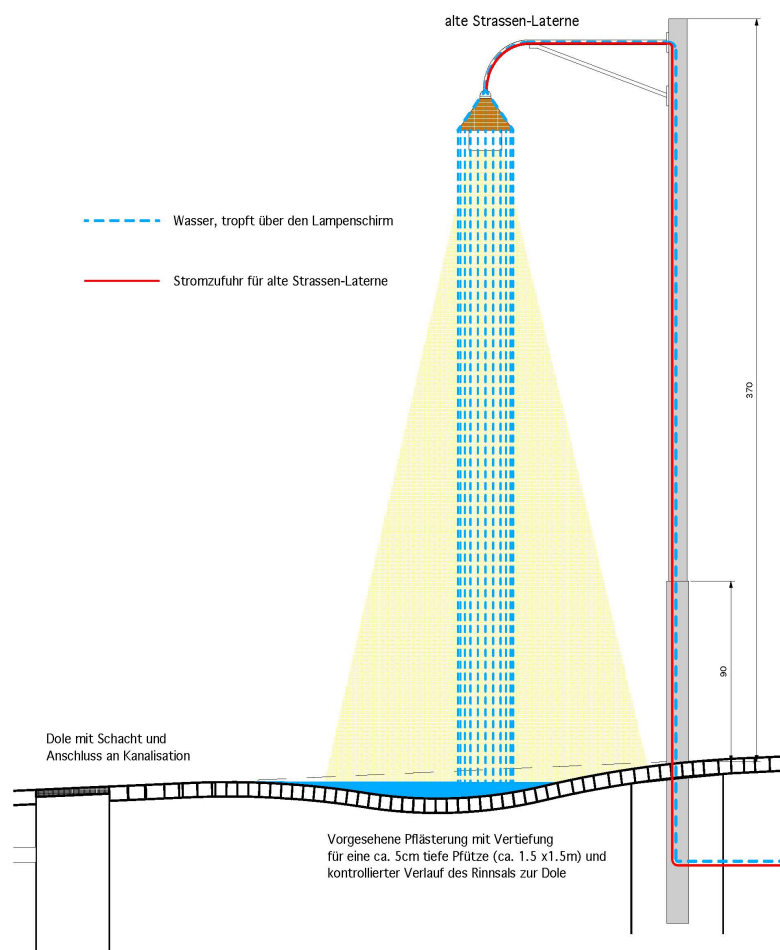 alte Strassen-Laterne
Wasser, tropft über den Lampenschirm
Stromzufuhr für alte Strassen-Laterne
370
90
Dole mit Schacht und
Anschluss an Kanalisation
Vorgesehene Pflästerung mit Vertiefung
für eine ca. 5cm tiefe Pfütze (ca. 1.5 x1.5m) und
kontrollierter Verlauf des Rinnsals zur Dole